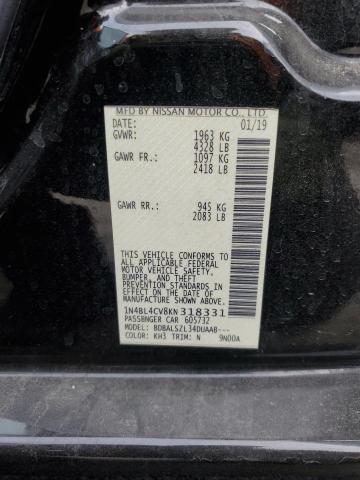 MFD BY NISSAN MOTOR CO., LTD.
DATE: 01/19
GVWR: 1963 KG
4328 LB
GAWR FR.: 1097 KG
2418 LB
GAWR RR.: 945 KG
2083 LB
THIS VEHICLE CONFORMS TO
ALL APPLICABLE FEDERAL
MOTOR VEHICLE SAFETY,
BUMPER, AND THEFT
PREVENTION STANDARDS IN
EFFECT ON THE DATE OF
MANUFACTURE SHOWN ABOVE.
1N4BL4CV8KN318331
PASSENGER CAR 605732
MODEL: BDBALSZL34DUAAB---
COLOR: KH3 TRIM: N 9N00A